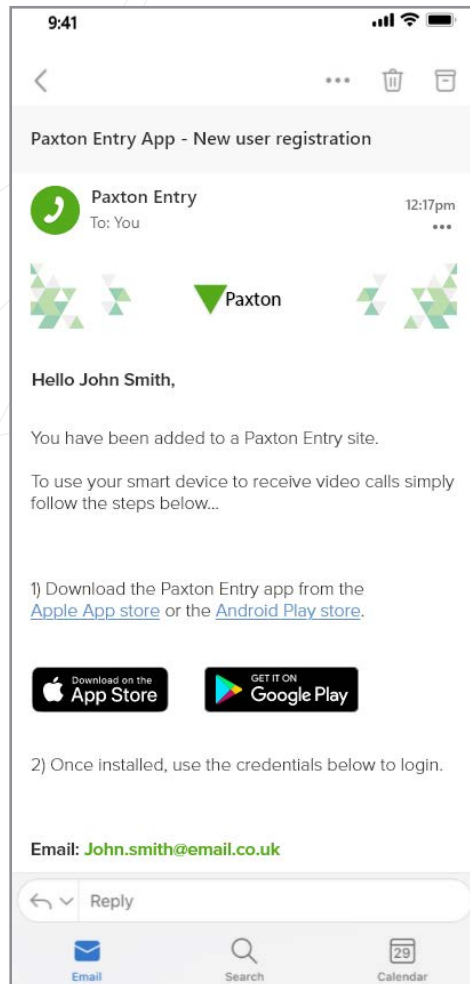 9:41
Paxton Entry App - New user registration
Paxton Entry
12:17pm
To: You
Paxton
Hello John Smith,
You have been added to a Paxton Entry site.
To use your smart device to receive video calls simply
follow the steps below...
1) Download the Paxton Entry app from the
Apple App store or the Android Play store.
Download on the
App Store
GET IT ON
Google Play
2) Once installed, use the credentials below to login.
Email: John.smith@email.co.uk
Reply
29
Email
Search
Calendar